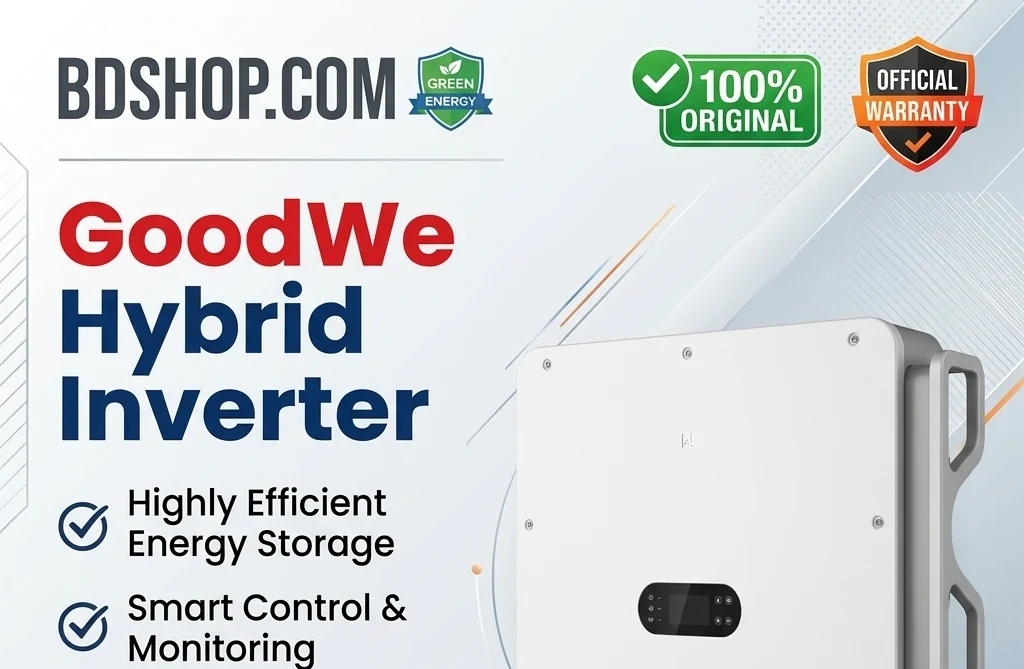 BDSHOP.COM
GREEN
ENERGY
100%
ORIGINAL
OFFICIAL
WARRANTY
GoodWe
Hybrid
Inverter
Highly Efficient
Energy Storage
Smart Control &
Monitoring